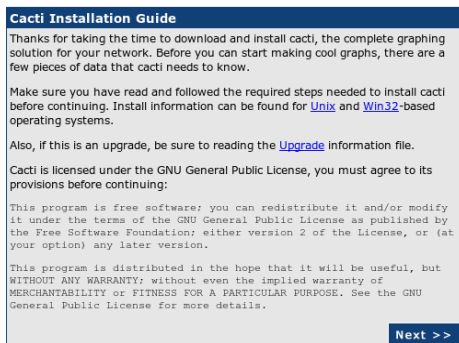 Cacti Installation Guide
Thanks for taking the time to download and install cacti, the complete graphing
solution for your network. Before you can start making cool graphs, there are a
few pieces of data that cacti needs to know.
Make sure you have read and followed the required steps needed to install cacti
before continuing. Install information can be found for Unix and Win32-based
operating systems.
Also, if this is an upgrade, be sure to reading the Upgrade information file.
Cacti is licensed under the GNU General Public License, you must agree to its
provisions before continuing:
This program is free software; you can redistribute it and/or modify
it under the terms of the GNU General Public License as published by
the Free Software Foundation; either version 2 of the License, or (at
your option) any later version.
This program is distributed in the hope that it will be useful, but
WITHOUT ANY WARRANTY; without even the implied warranty of
MERCHANTABILITY or FITNESS FOR A PARTICULAR PURPOSE. See the GNU
General Public License for more details.
Next >>